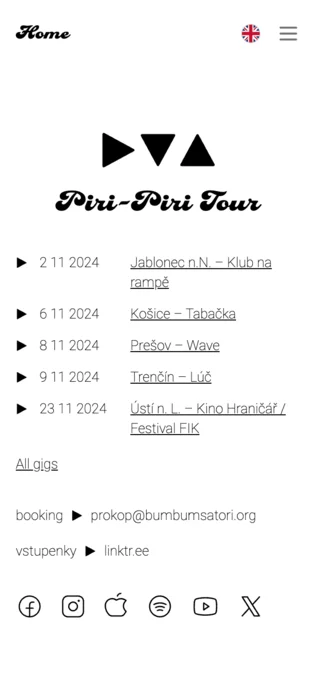 Home
Piri-Piri Tour
2 11 2024 Jablonec n.N. – Klub na
rampě
6 11 2024 Košice – Tabačka
8 11 2024 Prešov – Wave
9 11 2024 Trenčín – Lúč
23 11 2024 Ústí n. L. – Kino Hraničář /
Festival FIK
All gigs
booking ▶ prokop@bumbumsatori.org
vstupenky ▶ linktr.ee